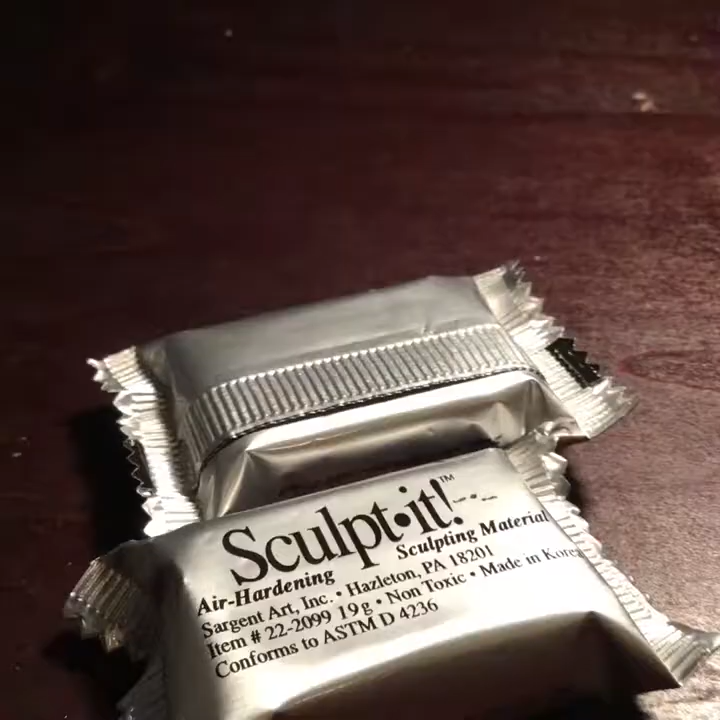 Sculpt•it!™
Air-Hardening Sculpting Material
Sargent Art, Inc. • Hazleton, PA 18201
Item # 22-2099 19g • Non Toxic • Made in Korea
Conforms to ASTM D 4236